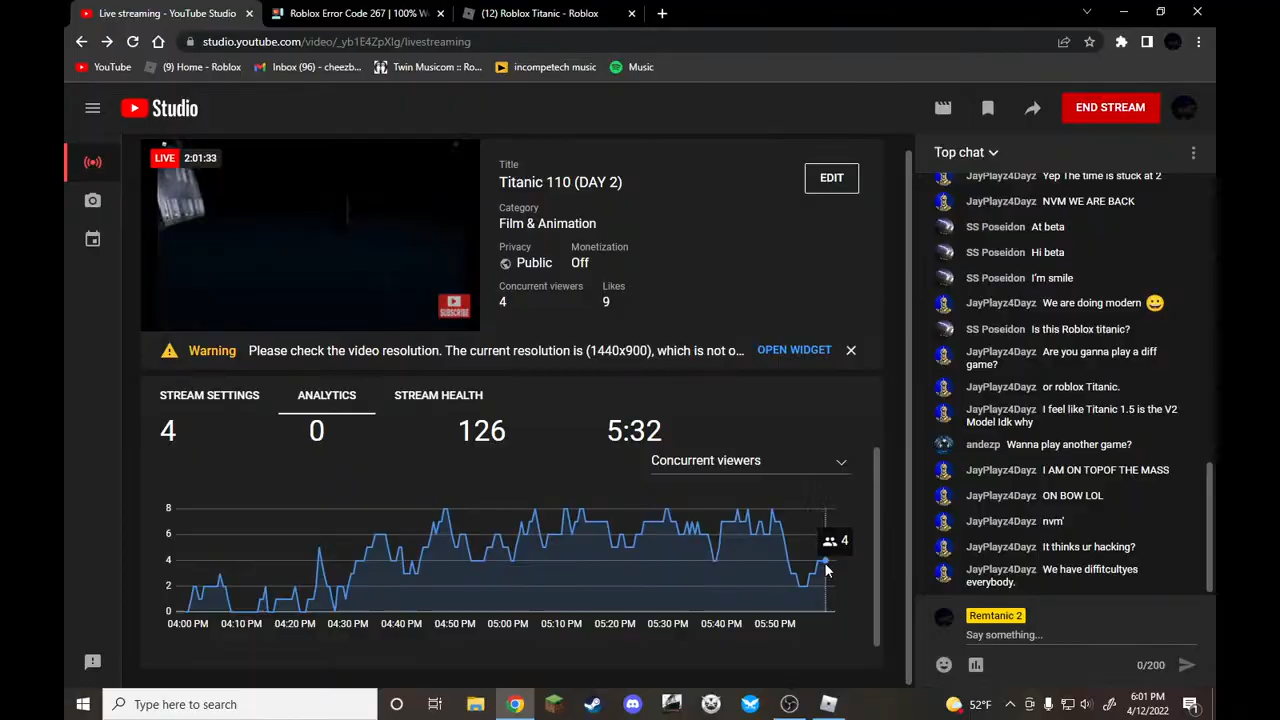 Live streaming - YouTube Studio
Roblox Error Code 267 | 100% W
(12) Roblox Titanic - Roblox
studio.youtube.com/video/_yb1E4ZpXIg/livestreaming
YouTube
(9) Home - Roblox
Inbox (96) - cheezb...
Twin Musicom :: Ro...
incompetech music
Music
Studio
END STREAM
LIVE 2:01:33
SUBSCRIBE
Title
Titanic 110 (DAY 2)
EDIT
Category
Film & Animation
Privacy Monetization
Public Off
Concurrent viewers Likes
4 9
Warning Please check the video resolution. The current resolution is (1440x900), which is not o... OPEN WIDGET
STREAM SETTINGS ANALYTICS STREAM HEALTH
4 0 126 5:32
Concurrent viewers
8
6
4
2
0
4
04:00 PM 04:10 PM 04:20 PM 04:30 PM 04:40 PM 04:50 PM 05:00 PM 05:10 PM 05:20 PM 05:30 PM 05:40 PM 05:50 PM
Top chat
JayPlayz4Dayz Yep The time is stuck at 2
JayPlayz4Dayz NVM WE ARE BACK
SS Poseidon At beta
SS Poseidon Hi beta
SS Poseidon I'm smile
JayPlayz4Dayz We are doing modern 😀
SS Poseidon Is this Roblox titanic?
JayPlayz4Dayz Are you ganna play a diff
game?
JayPlayz4Dayz or roblox Titanic.
JayPlayz4Dayz I feel like Titanic 1.5 is the V2
Model Idk why
andezp Wanna play another game?
JayPlayz4Dayz I AM ON TOPOF THE MASS
JayPlayz4Dayz ON BOW LOL
JayPlayz4Dayz nvm'
JayPlayz4Dayz It thinks ur hacking?
JayPlayz4Dayz We have diffitcultyes
everybody.
Remtanic 2
Say something...
0/200
Type here to search
52°F
6:01 PM
4/12/2022
1